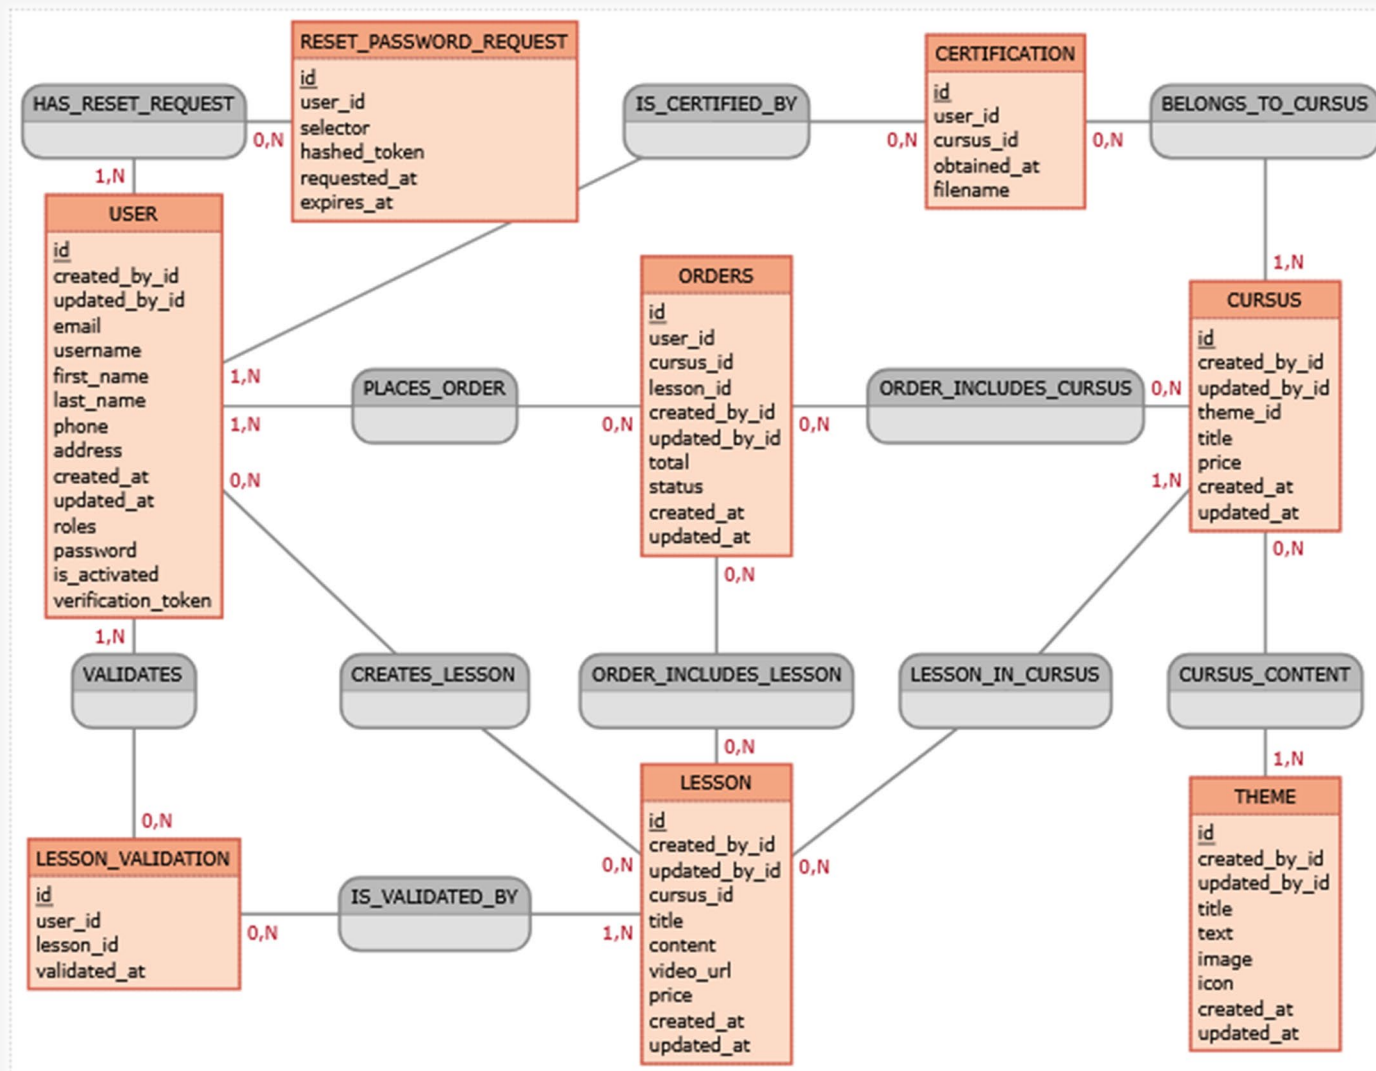 RESET_PASSWORD_REQUEST
id
user_id
selector
hashed_token
requested_at
expires_at
HAS_RESET_REQUEST
0,N
1,N
IS_CERTIFIED_BY
0,N
1,N
CERTIFICATION
id
user_id
cursus_id
obtained_at
filename
0,N
BELONGS_TO_CURSUS
1,N
USER
id
created_by_id
updated_by_id
email
username
first_name
last_name
phone
address
created_at
updated_at
roles
password
is_activated
verification_token
1,N
PLACES_ORDER
0,N
ORDERS
id
user_id
cursus_id
lesson_id
created_by_id
updated_by_id
total
status
created_at
updated_at
0,N
ORDER_INCLUDES_CURSUS
0,N
CURSUS
id
created_by_id
updated_by_id
theme_id
title
price
created_at
updated_at
0,N
1,N
0,N
0,N
1,N
VALIDATES
CREATES_LESSON
ORDER_INCLUDES_LESSON
LESSON_IN_CURSUS
CURSUS_CONTENT
0,N
1,N
0,N
0,N
0,N
LESSON_VALIDATION
id
user_id
lesson_id
validated_at
0,N
IS_VALIDATED_BY
1,N
LESSON
id
created_by_id
updated_by_id
cursus_id
title
content
video_url
price
created_at
updated_at
THEME
id
created_by_id
updated_by_id
title
text
image
icon
created_at
updated_at